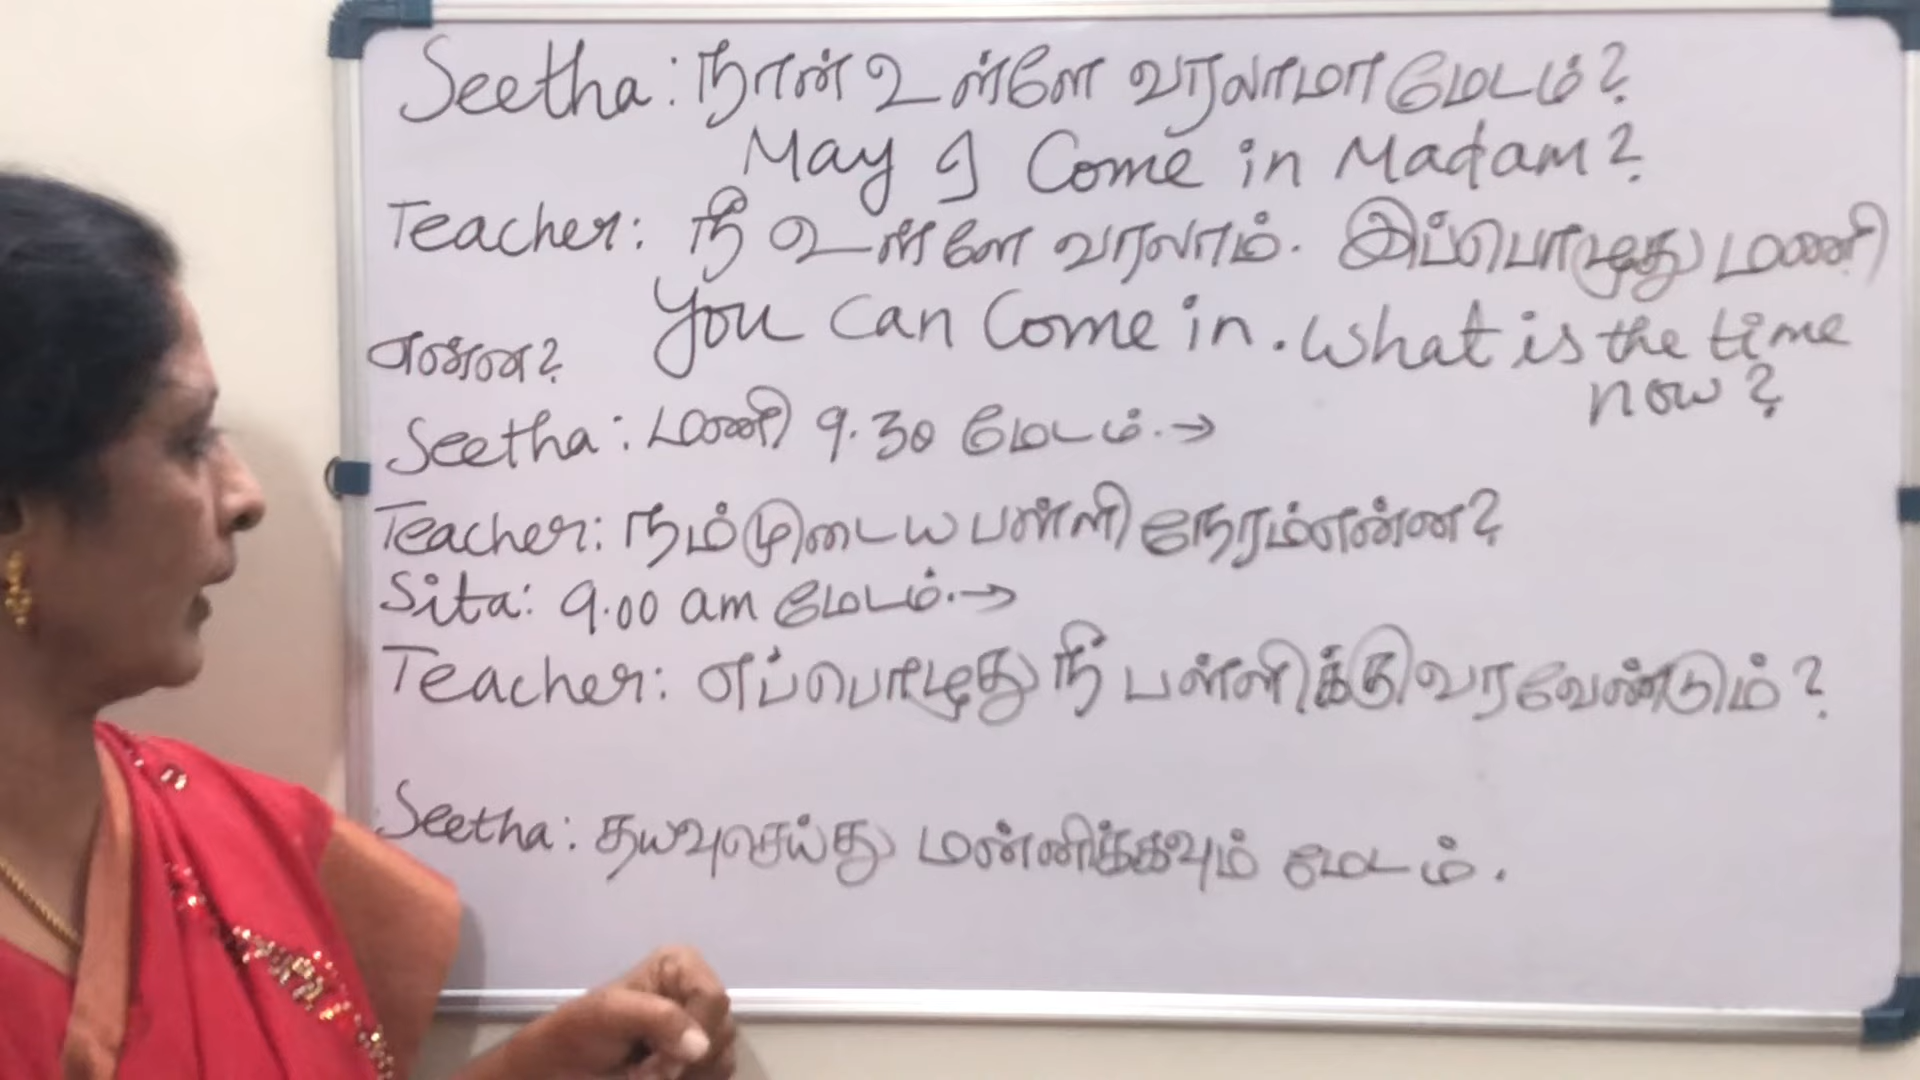 Seetha: நான் உள்ளே வரலாமா மேடம்?
May I Come in Madam?
Teacher: நீ உள்ளே வரலாம். இப்பொழுது மணி
You can Come in. What is the time
என்ன?
now?
Seetha: மணி 9.30 மேடம். →
Teacher: நம்முடைய பள்ளி நேரம் என்ன?
Sita: 9.00 am மேடம். →
Teacher: எப்பொழுது நீ பள்ளிக்கு வர வேண்டும்?
Seetha: தயவுசெய்து மன்னிக்கவும் மேடம்.